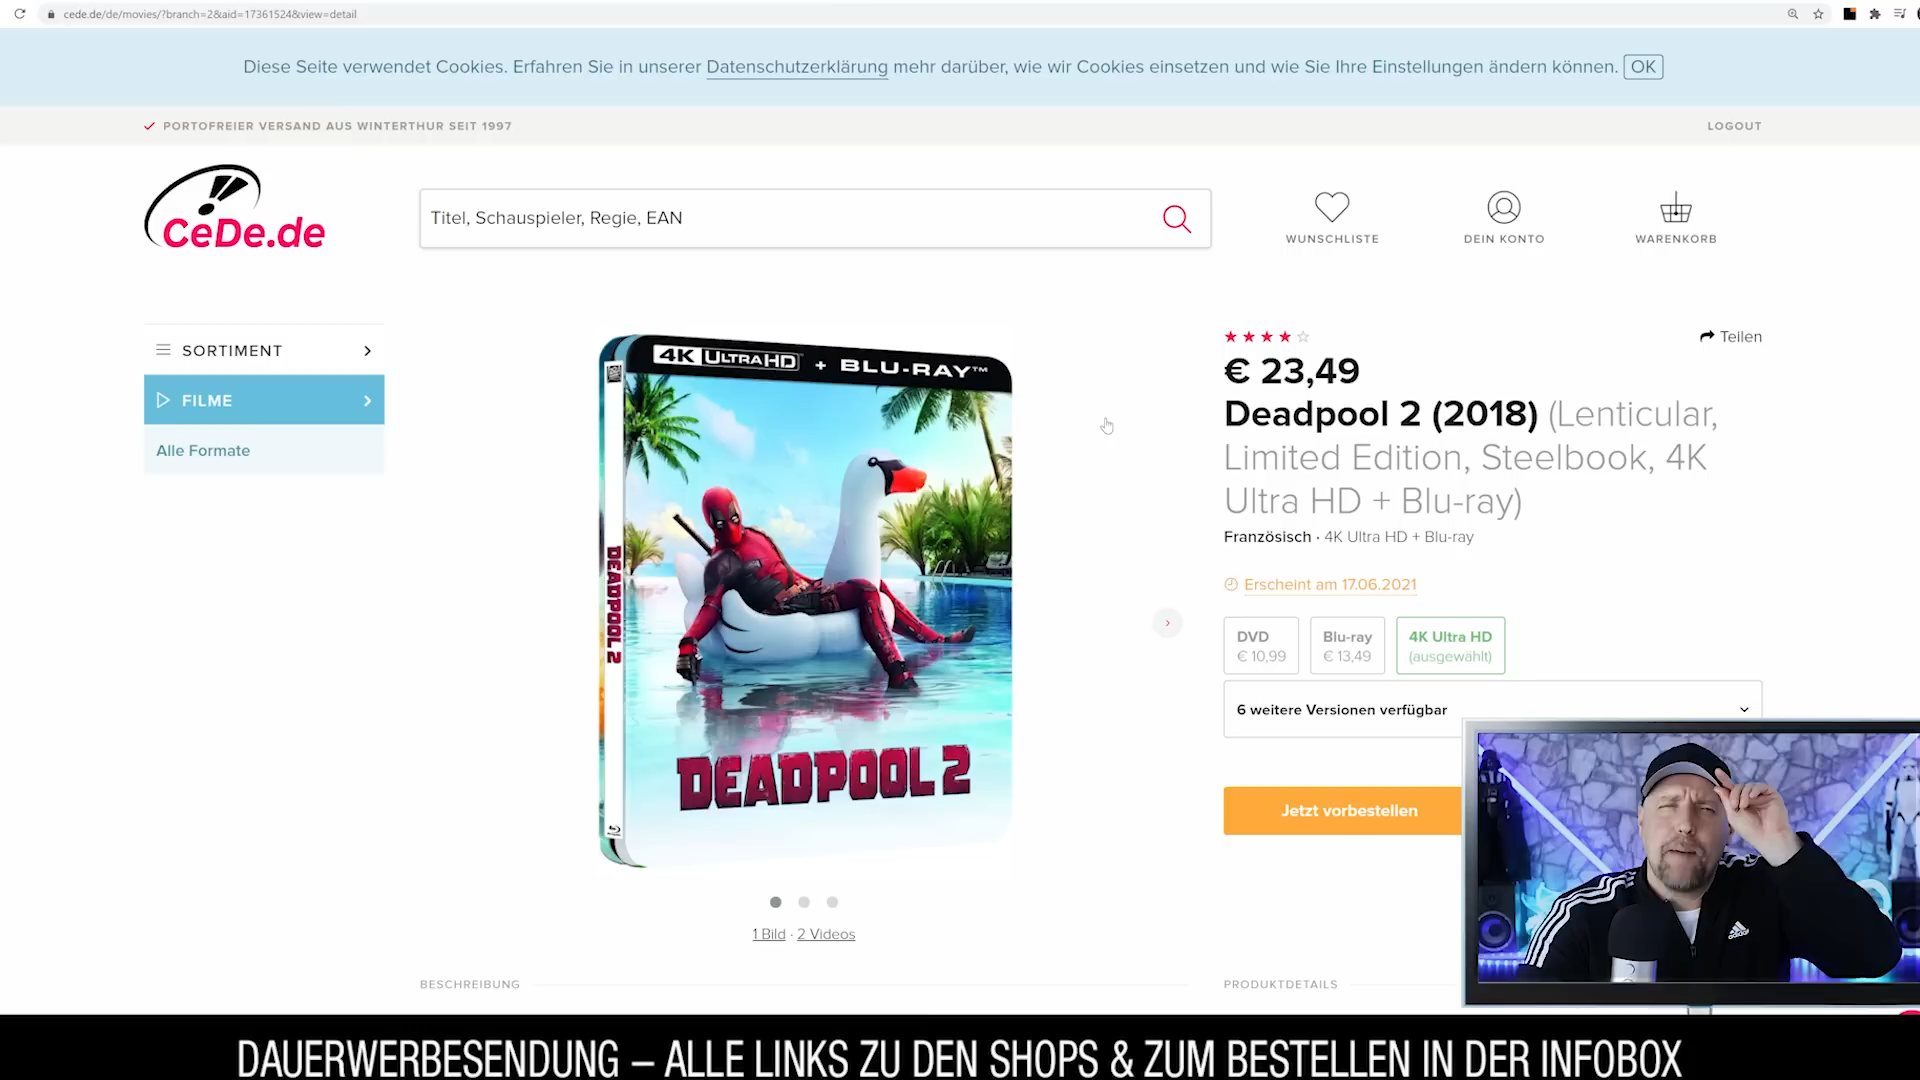 cede.de/de/movies/?branch=2&aid=17361524&view=detail
Diese Seite verwendet Cookies. Erfahren Sie in unserer Datenschutzerklärung mehr darüber, wie wir Cookies einsetzen und wie Sie Ihre Einstellungen ändern können. OK
PORTOFREIER VERSAND AUS WINTERTHUR SEIT 1997
LOGOUT
CeDe.de
Titel, Schauspieler, Regie, EAN
WUNSCHLISTE
DEIN KONTO
WARENKORB
SORTIMENT
FILME
Alle Formate
4K ULTRA HD + BLU-RAY™
DEADPOOL 2
DEADPOOL 2
1 Bild · 2 Videos
Teilen
€ 23,49
Deadpool 2 (2018) (Lenticular,
Limited Edition, Steelbook, 4K
Ultra HD + Blu-ray)
Französisch · 4K Ultra HD + Blu-ray
Erscheint am 17.06.2021
DVD
€ 10,99
Blu-ray
€ 13,49
4K Ultra HD
(ausgewählt)
6 weitere Versionen verfügbar
Jetzt vorbestellen
adidas
BESCHREIBUNG
PRODUKTDETAILS
DAUERWERBESENDUNG – ALLE LINKS ZU DEN SHOPS & ZUM BESTELLEN IN DER INFOBOX